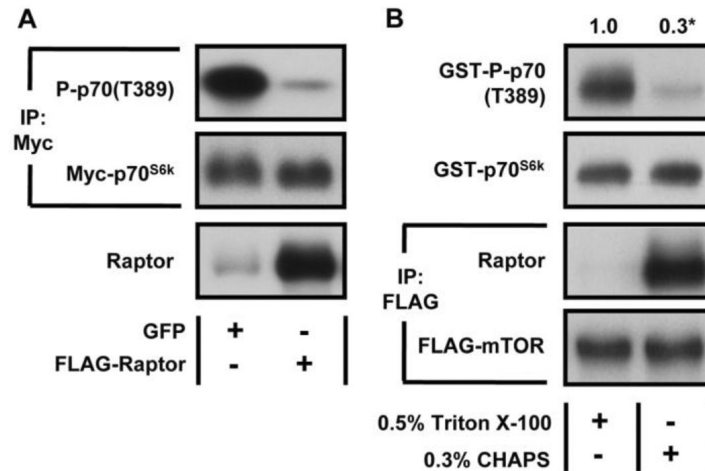 A
P-p70(T389)
IP:
Myc
Myc-p70S6k
Raptor
GFP + -
FLAG-Raptor - +
B
1.0 0.3*
GST-P-p70
(T389)
GST-p70S6k
Raptor
IP:
FLAG
FLAG-mTOR
0.5% Triton X-100 + -
0.3% CHAPS - +